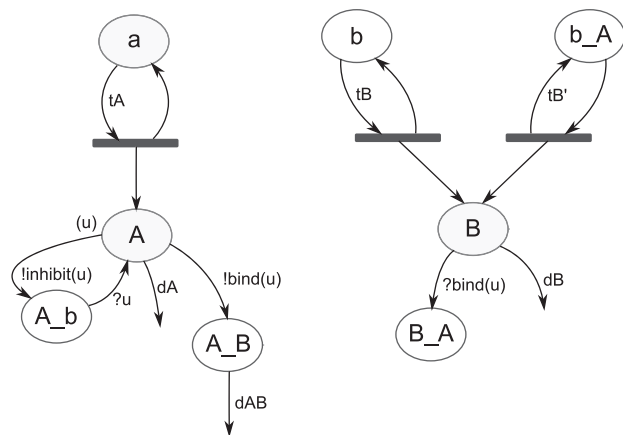 a
b
b_A
tA
tB
tB'
(u)
A
B
!inhibit(u)
?u
dA
!bind(u)
?bind(u)
dB
A_b
A_B
B_A
dAB